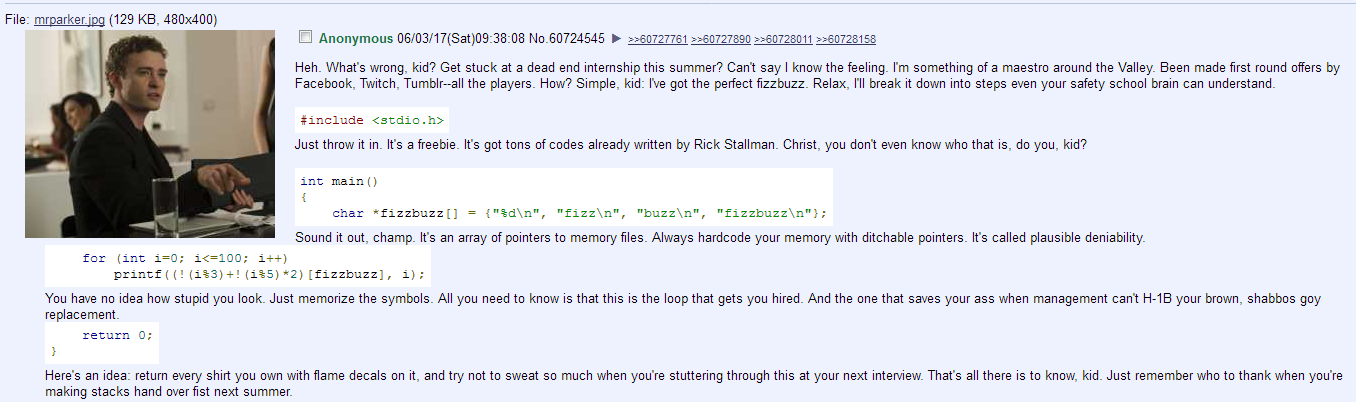 File: mrparker.jpg (129 KB, 480x400)
Anonymous 06/03/17(Sat)09:38:08 No.60724545 ▶ >>60727761 >>60727890 >>60728011 >>60728158
Heh. What's wrong, kid? Get stuck at a dead end internship this summer? Can't say I know the feeling. I'm something of a maestro around the Valley. Been made first round offers by
Facebook, Twitch, Tumblr--all the players. How? Simple, kid: I've got the perfect fizzbuzz. Relax, I'll break it down into steps even your safety school brain can understand.
#include <stdio.h>
Just throw it in. It's a freebie. It's got tons of codes already written by Rick Stallman. Christ, you don't even know who that is, do you, kid?
int main()
{
    char *fizzbuzz[] = {"%d\n", "fizz\n", "buzz\n", "fizzbuzz\n"};
Sound it out, champ. It's an array of pointers to memory files. Always hardcode your memory with ditchable pointers. It's called plausible deniability.
    for (int i=0; i<=100; i++)
        printf((!(i%3)+!(i%5)*2)[fizzbuzz], i);
You have no idea how stupid you look. Just memorize the symbols. All you need to know is that this is the loop that gets you hired. And the one that saves your ass when management can't H-1B your brown, shabbos goy
replacement.
    return 0;
}
Here's an idea: return every shirt you own with flame decals on it, and try not to sweat so much when you're stuttering through this at your next interview. That's all there is to know, kid. Just remember who to thank when you're
making stacks hand over fist next summer.